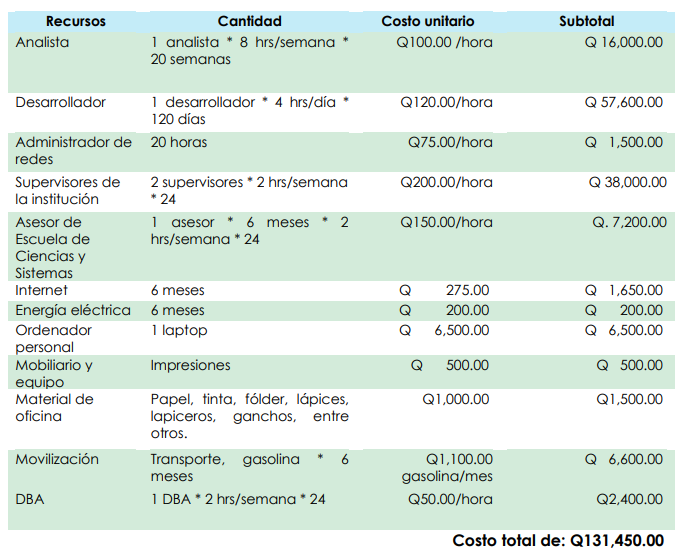 Recursos Cantidad Costo unitario Subtotal
Analista 1 analista * 8 hrs/semana * Q100.00 /hora Q 16,000.00
20 semanas
Desarrollador 1 desarrollador * 4 hrs/día * Q120.00/hora Q 57,600.00
120 días
Administrador de 20 horas Q75.00/hora Q 1,500.00
redes
Supervisores de 2 supervisores * 2 hrs/semana Q200.00/hora Q 38,000.00
la institución * 24
Asesor de 1 asesor * 6 meses * 2 Q150.00/hora Q. 7,200.00
Escuela de hrs/semana * 24
Ciencias y
Sistemas
Internet 6 meses Q 275.00 Q 1,650.00
Energía eléctrica 6 meses Q 200.00 Q 200.00
Ordenador 1 laptop Q 6,500.00 Q 6,500.00
personal
Mobiliario y Impresiones Q 500.00 Q 500.00
equipo
Material de Papel, tinta, fólder, lápices, Q1,000.00 Q1,500.00
oficina lapiceros, ganchos, entre
otros.
Movilización Transporte, gasolina * 6 Q1,100.00 Q 6,600.00
meses gasolina/mes
DBA 1 DBA * 2 hrs/semana * 24 Q50.00/hora Q2,400.00
Costo total de: Q131,450.00